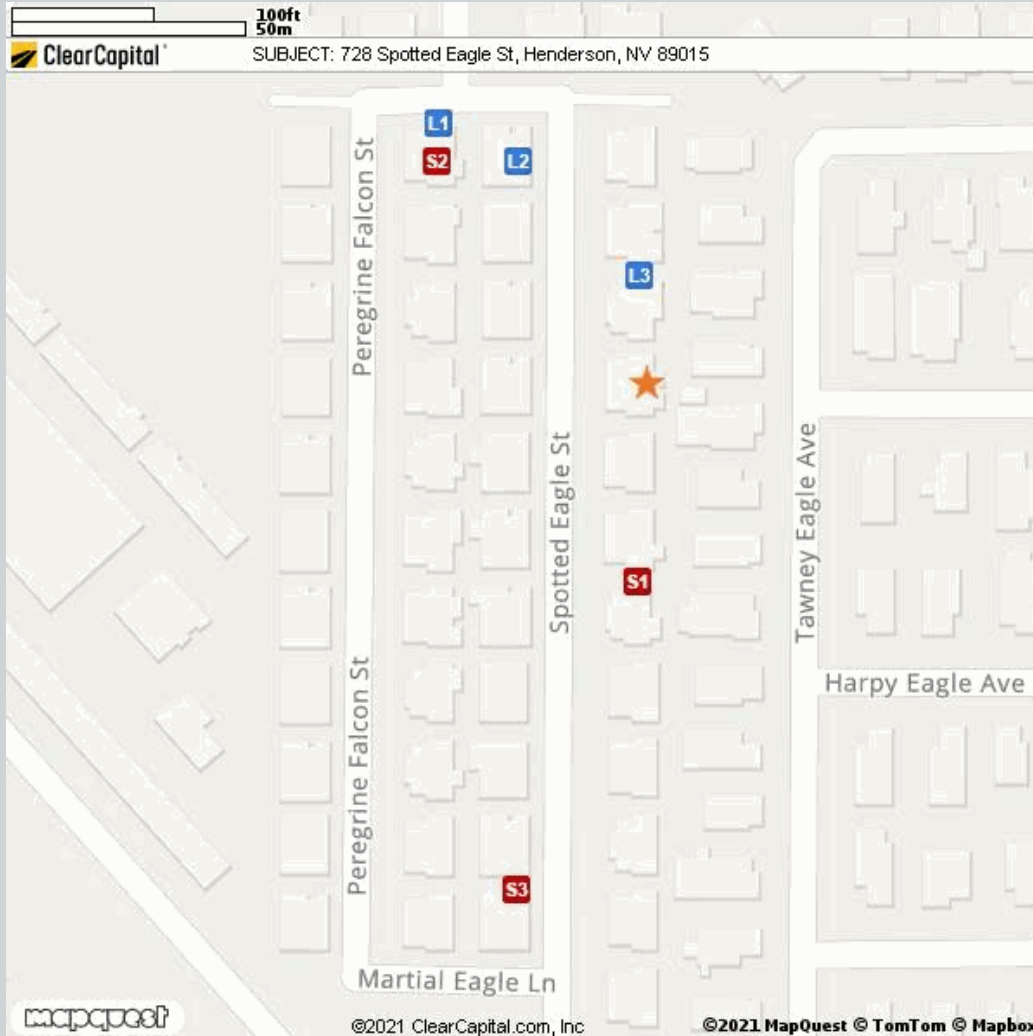 100ft
50m
ClearCapital
SUBJECT: 728 Spotted Eagle St, Henderson, NV 89015
L1
S2
L2
Peregrine Falcon St
L3
Spotted Eagle St
Tawney Eagle Ave
S1
Harpy Eagle Ave
Peregrine Falcon St
S3
Martial Eagle Ln
mapquest
©2021 ClearCapital.com, Inc
©2021 MapQuest © TomTom © Mapbox